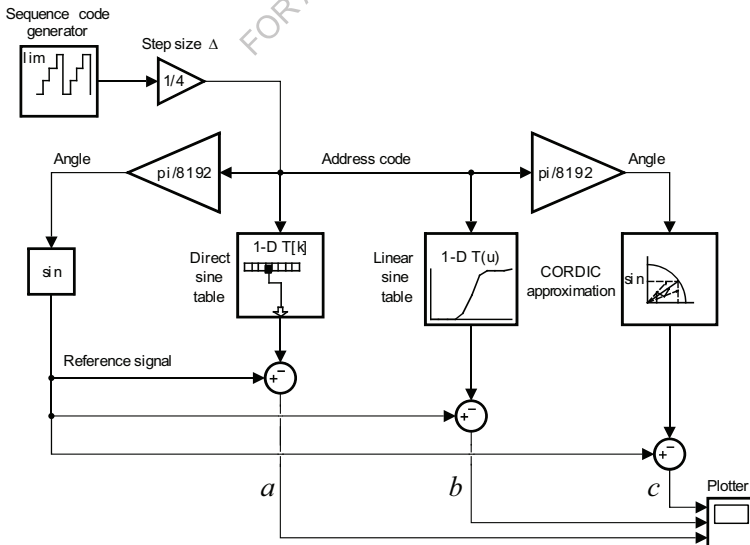 Sequence code
generator
FOR
lim
Step size Δ
1/4
Angle
pi/8192
Address code
pi/8192
Angle
sin
Direct
sine
table
1-D T[k]
Linear
sine
table
1-D T(u)
CORDIC
approximation
sin
Reference signal
+ −
+ −
+ −
a
b
c
Plotter